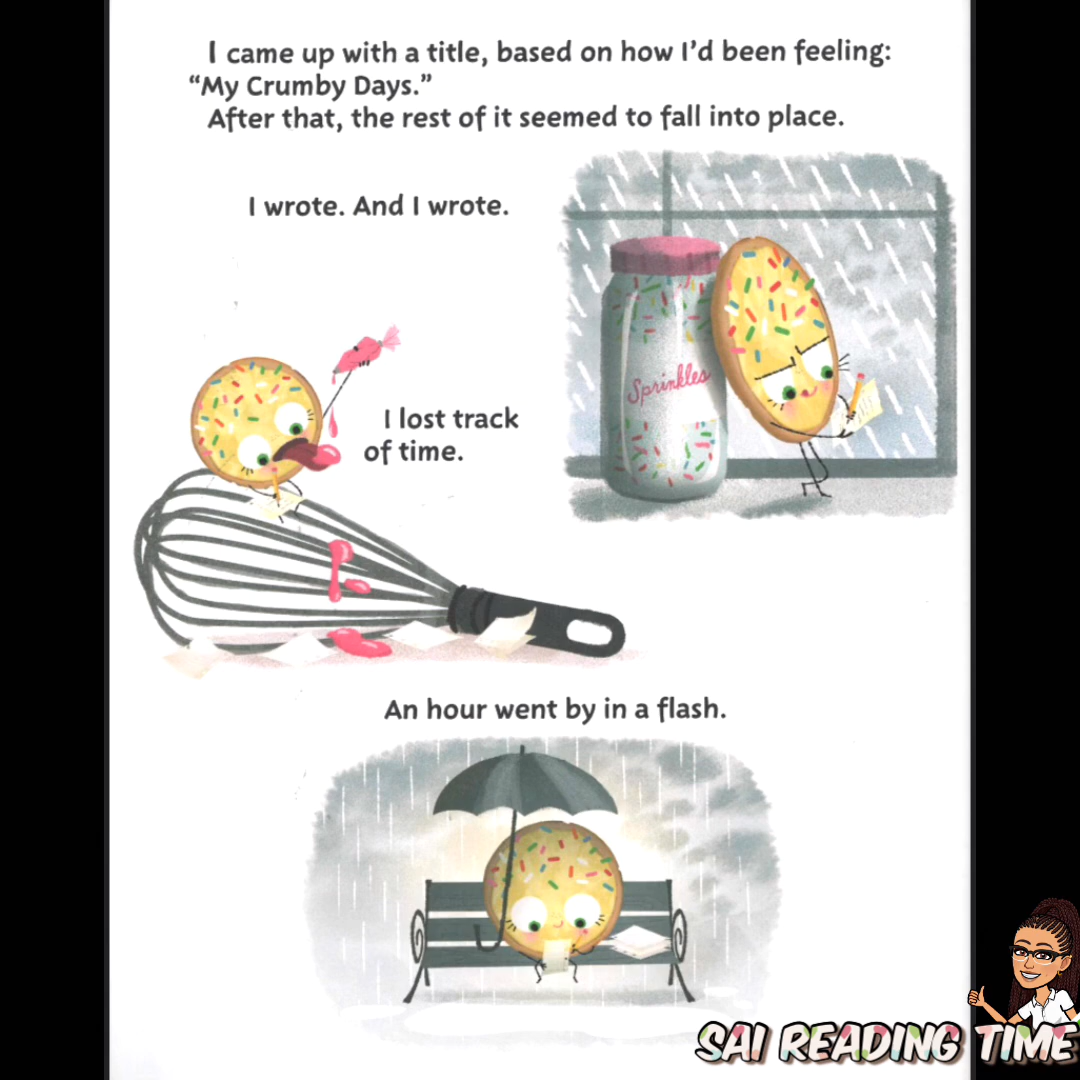 I came up with a title, based on how I’d been feeling:
“My Crumby Days.”
After that, the rest of it seemed to fall into place.
I wrote. And I wrote.
Sprinkles
I lost track
of time.
An hour went by in a flash.
SAI READING TIME